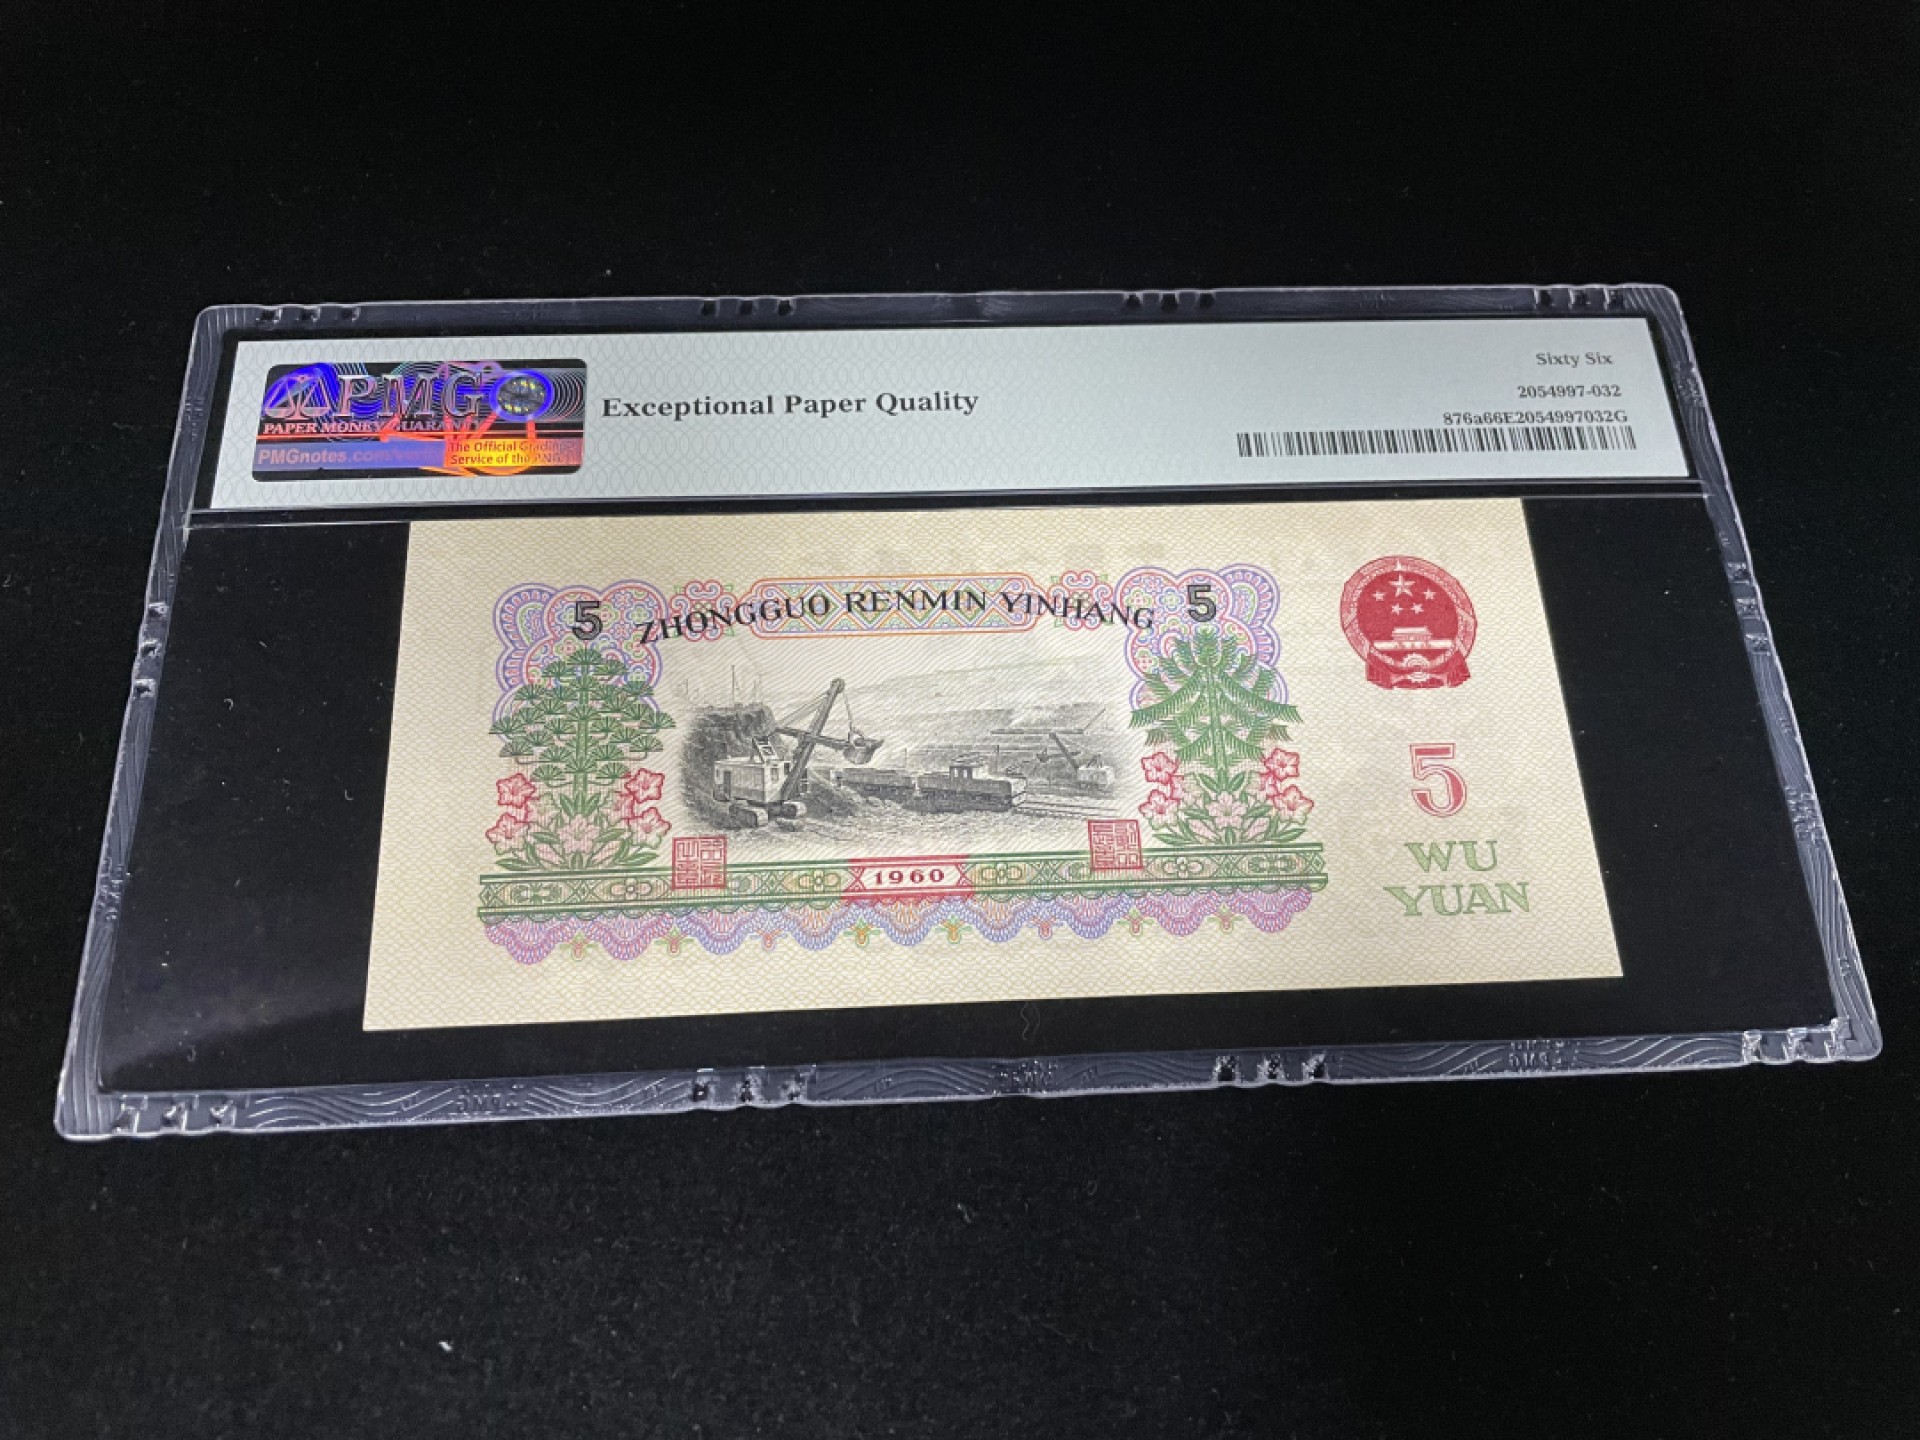 PMG
PAPER MONEY GUARANTY
PMGnotes.com/
The Official Grading
Service of the
Exceptional Paper Quality
Sixty Six
2054997-032
876a66E2054997032G
5 ZHONGGUO RENMIN YINHANG 5
5
WU
YUAN
1960